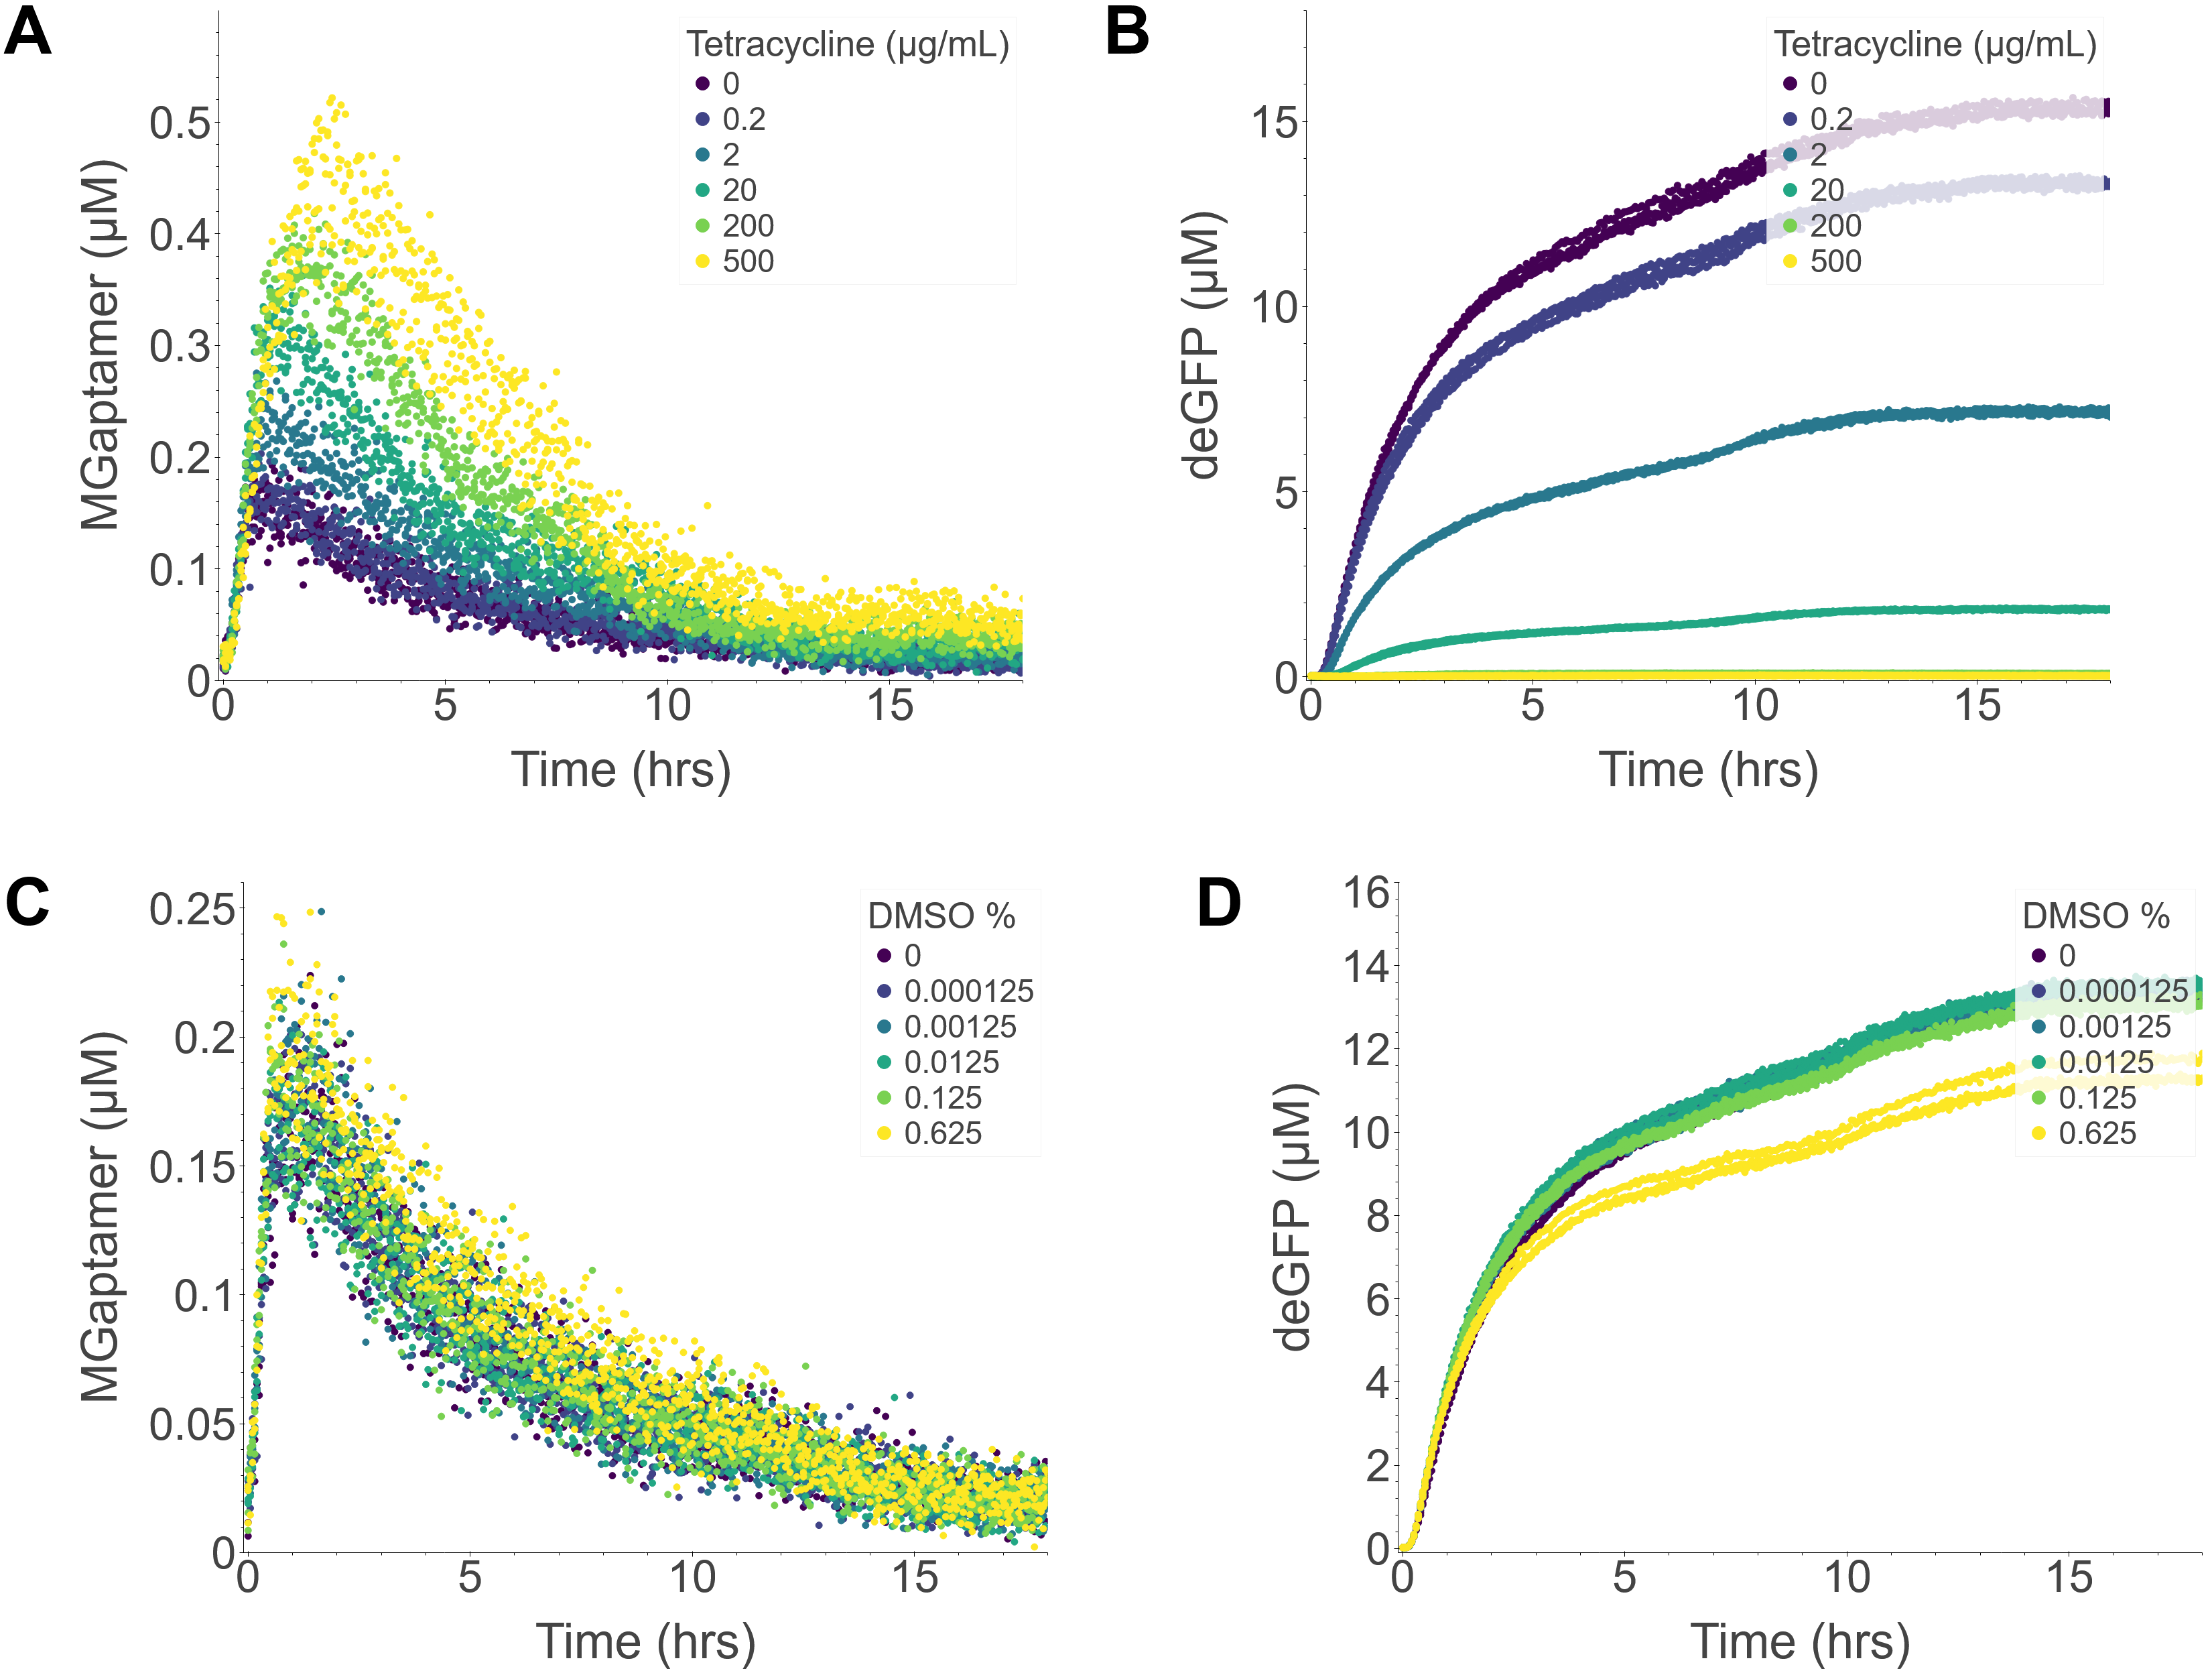 A
Tetracycline (µg/mL)
0
0.2
2
20
200
500
0.5
0.4
0.3
0.2
0.1
0
MGaptamer (µM)
0 5 10 15
Time (hrs)
B
Tetracycline (µg/mL)
0
0.2
2
20
200
500
15
10
5
0
deGFP (µM)
0 5 10 15
Time (hrs)
C
DMSO %
0
0.000125
0.00125
0.0125
0.125
0.625
0.25
0.2
0.15
0.1
0.05
0
MGaptamer (µM)
0 5 10 15
Time (hrs)
D
DMSO %
0
0.000125
0.00125
0.0125
0.125
0.625
16
14
12
10
8
6
4
2
0
deGFP (µM)
0 5 10 15
Time (hrs)